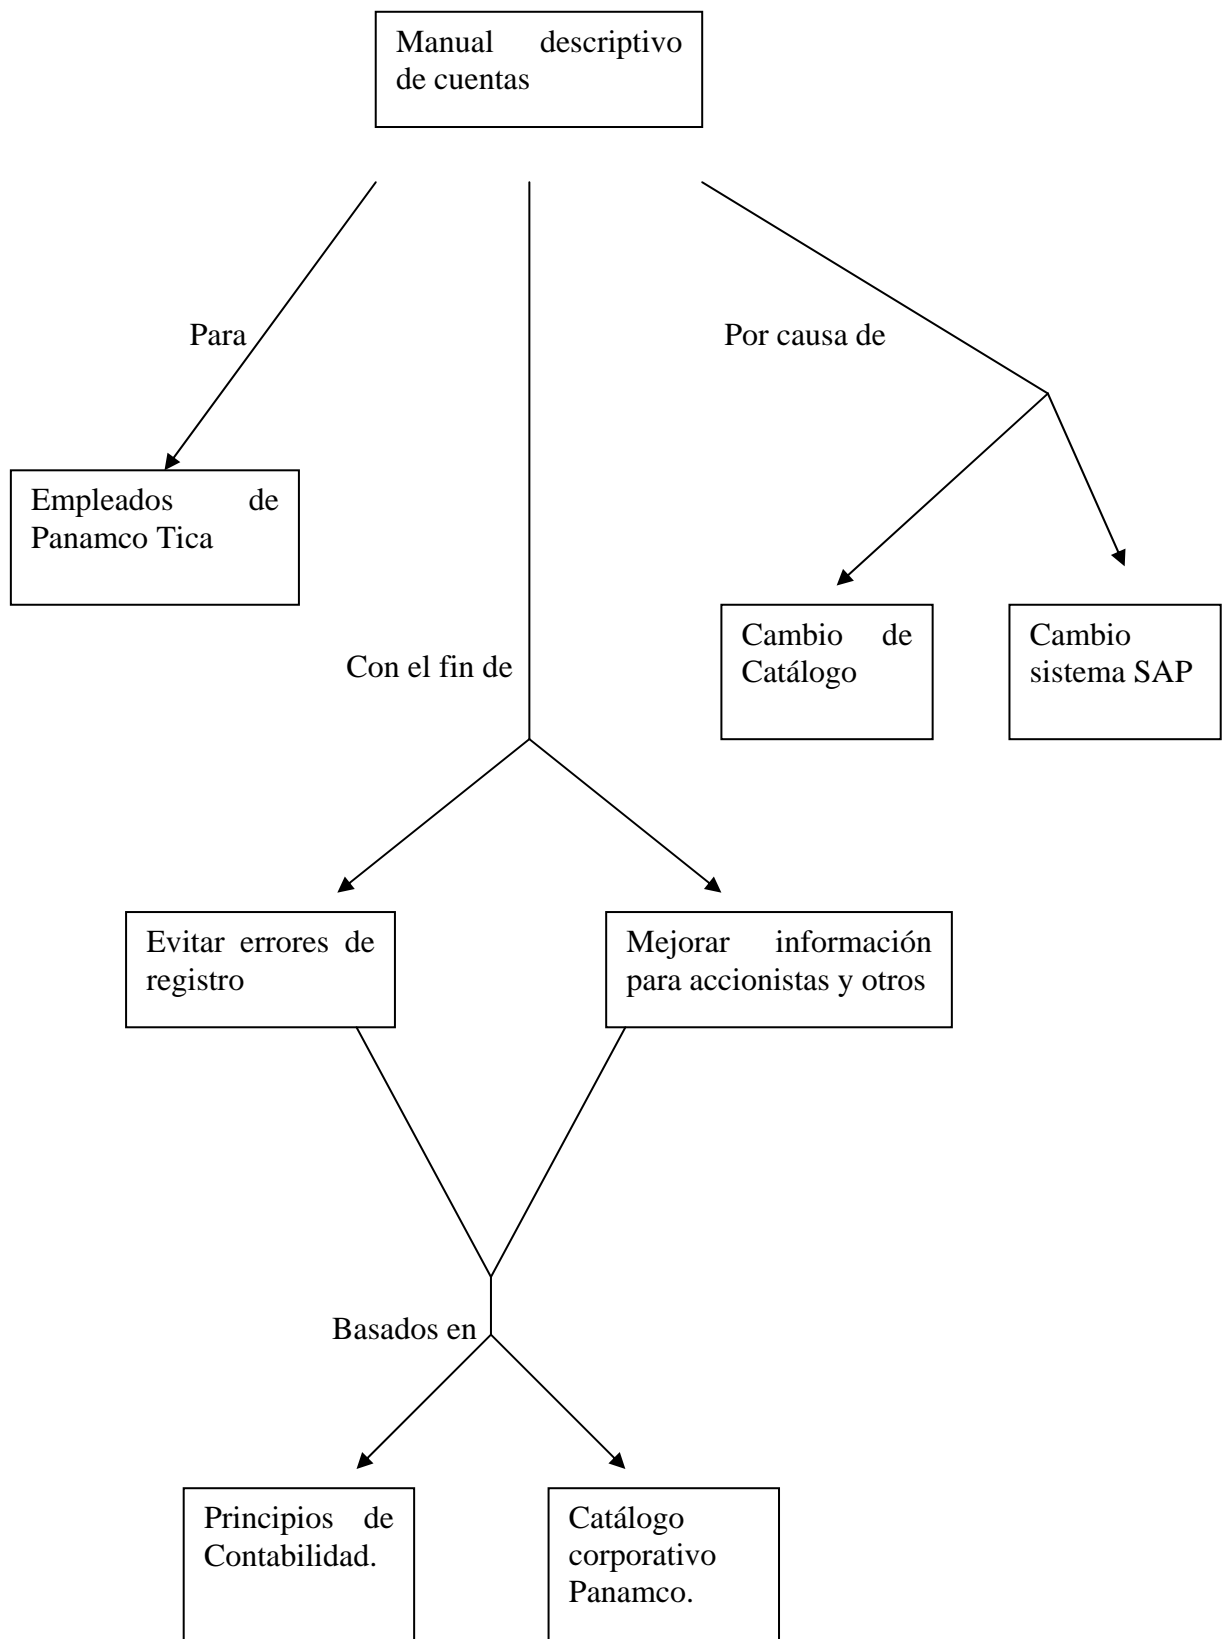 Manual descriptivo
de cuentas
Para
Por causa de
Empleados de
Panamco Tica
Cambio de
Catálogo
Cambio
sistema SAP
Con el fin de
Evitar errores de
registro
Mejorar información
para accionistas y otros
Basados en
Principios de
Contabilidad.
Catálogo
corporativo
Panamco.